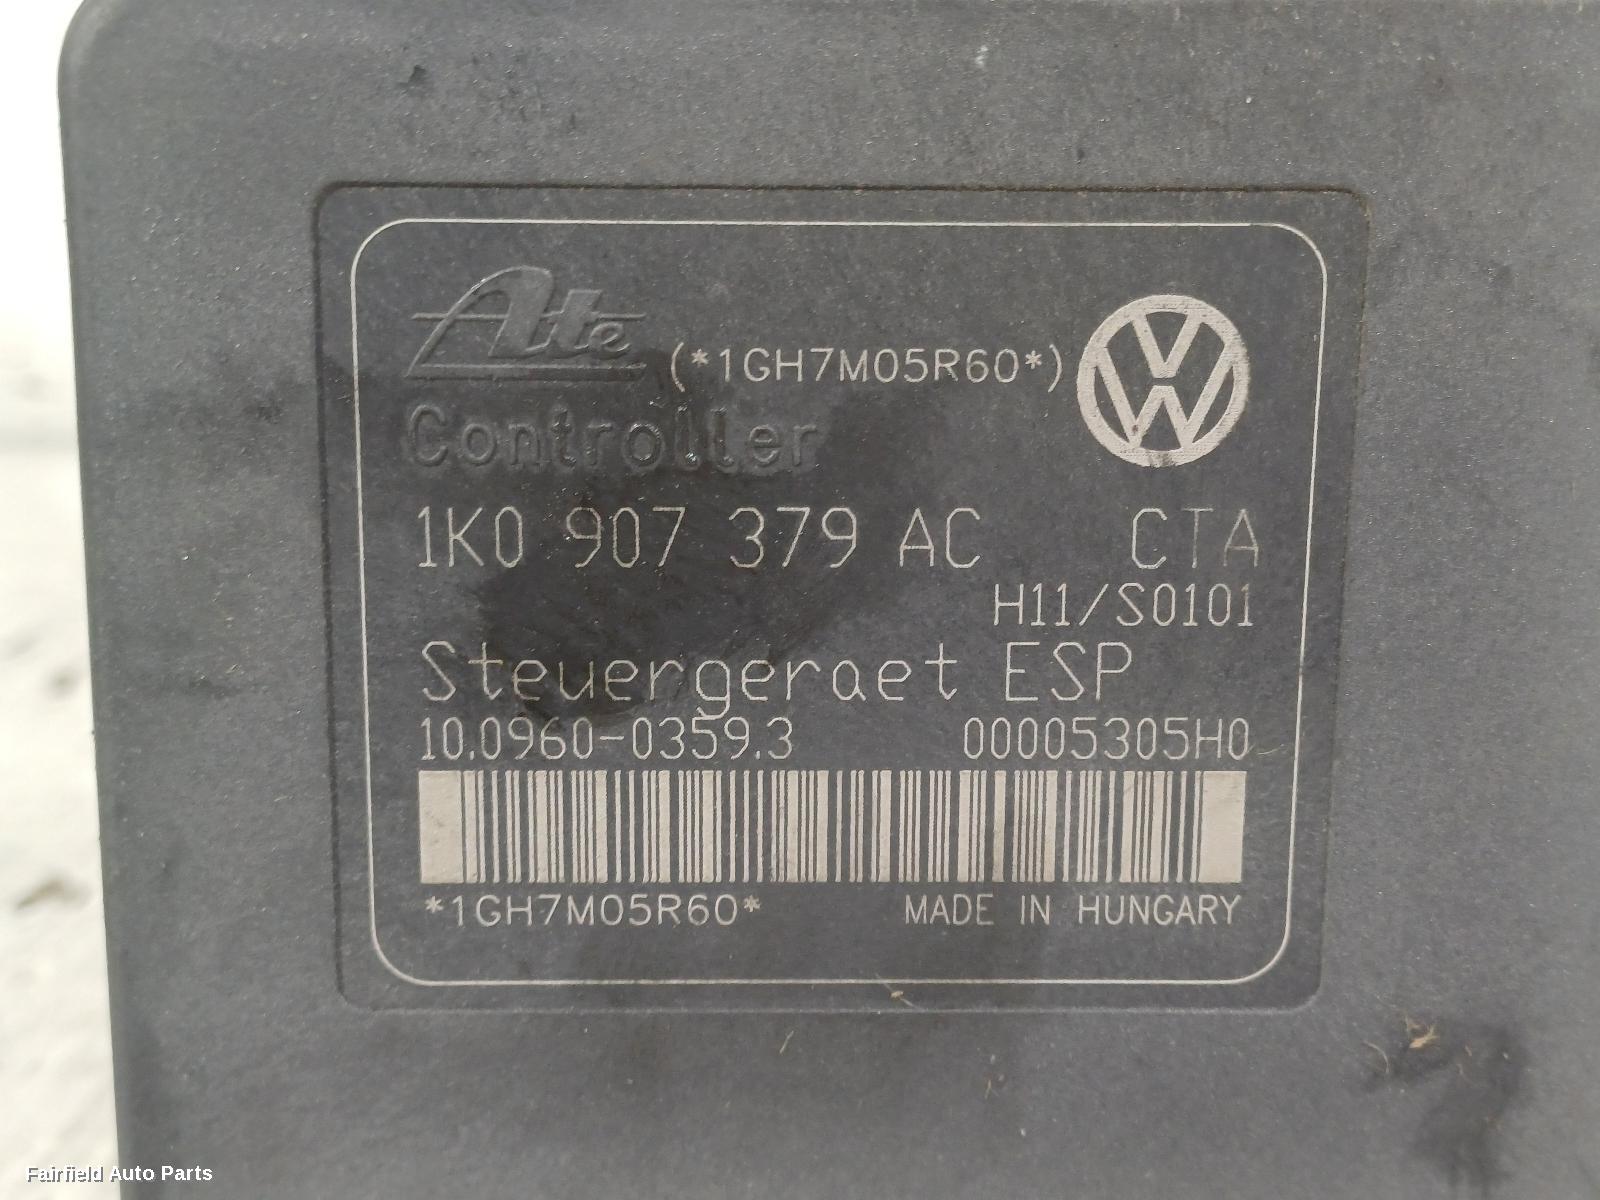 Ate (*1GH7M05R60*)
Controller
1K0 907 379 AC CTA
H11/S0101
Steuergeraet ESP
10.0960-0359.3 00005305H0
*1GH7M05R60* MADE IN HUNGARY
Fairfield Auto Parts